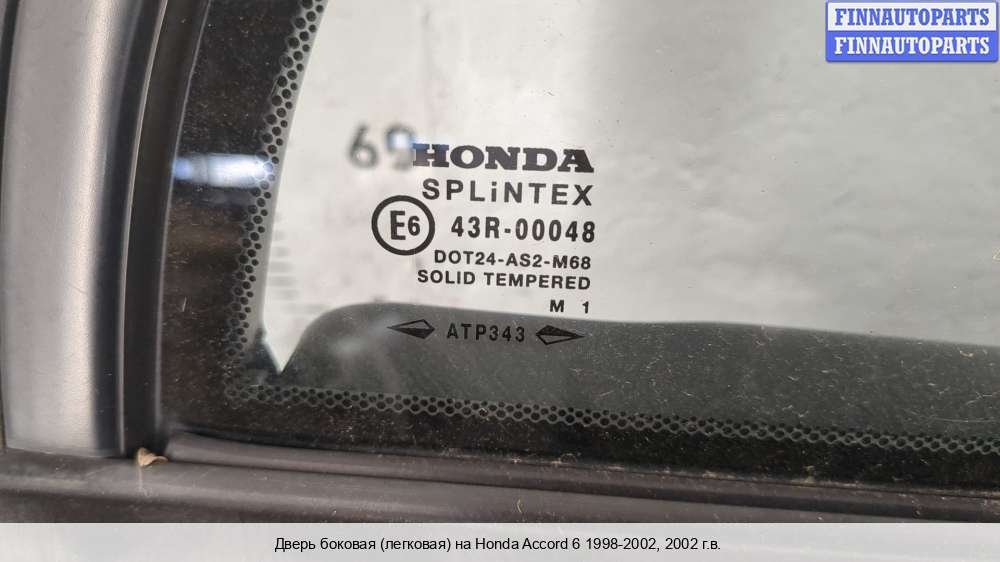 FINNAUTOPARTS
FINNAUTOPARTS
69
HONDA
SPLiNTEX
E6 43R-00048
DOT24-AS2-M68
SOLID TEMPERED
M 1
ATP343
Дверь боковая (легковая) на Honda Accord 6 1998-2002, 2002 г.в.